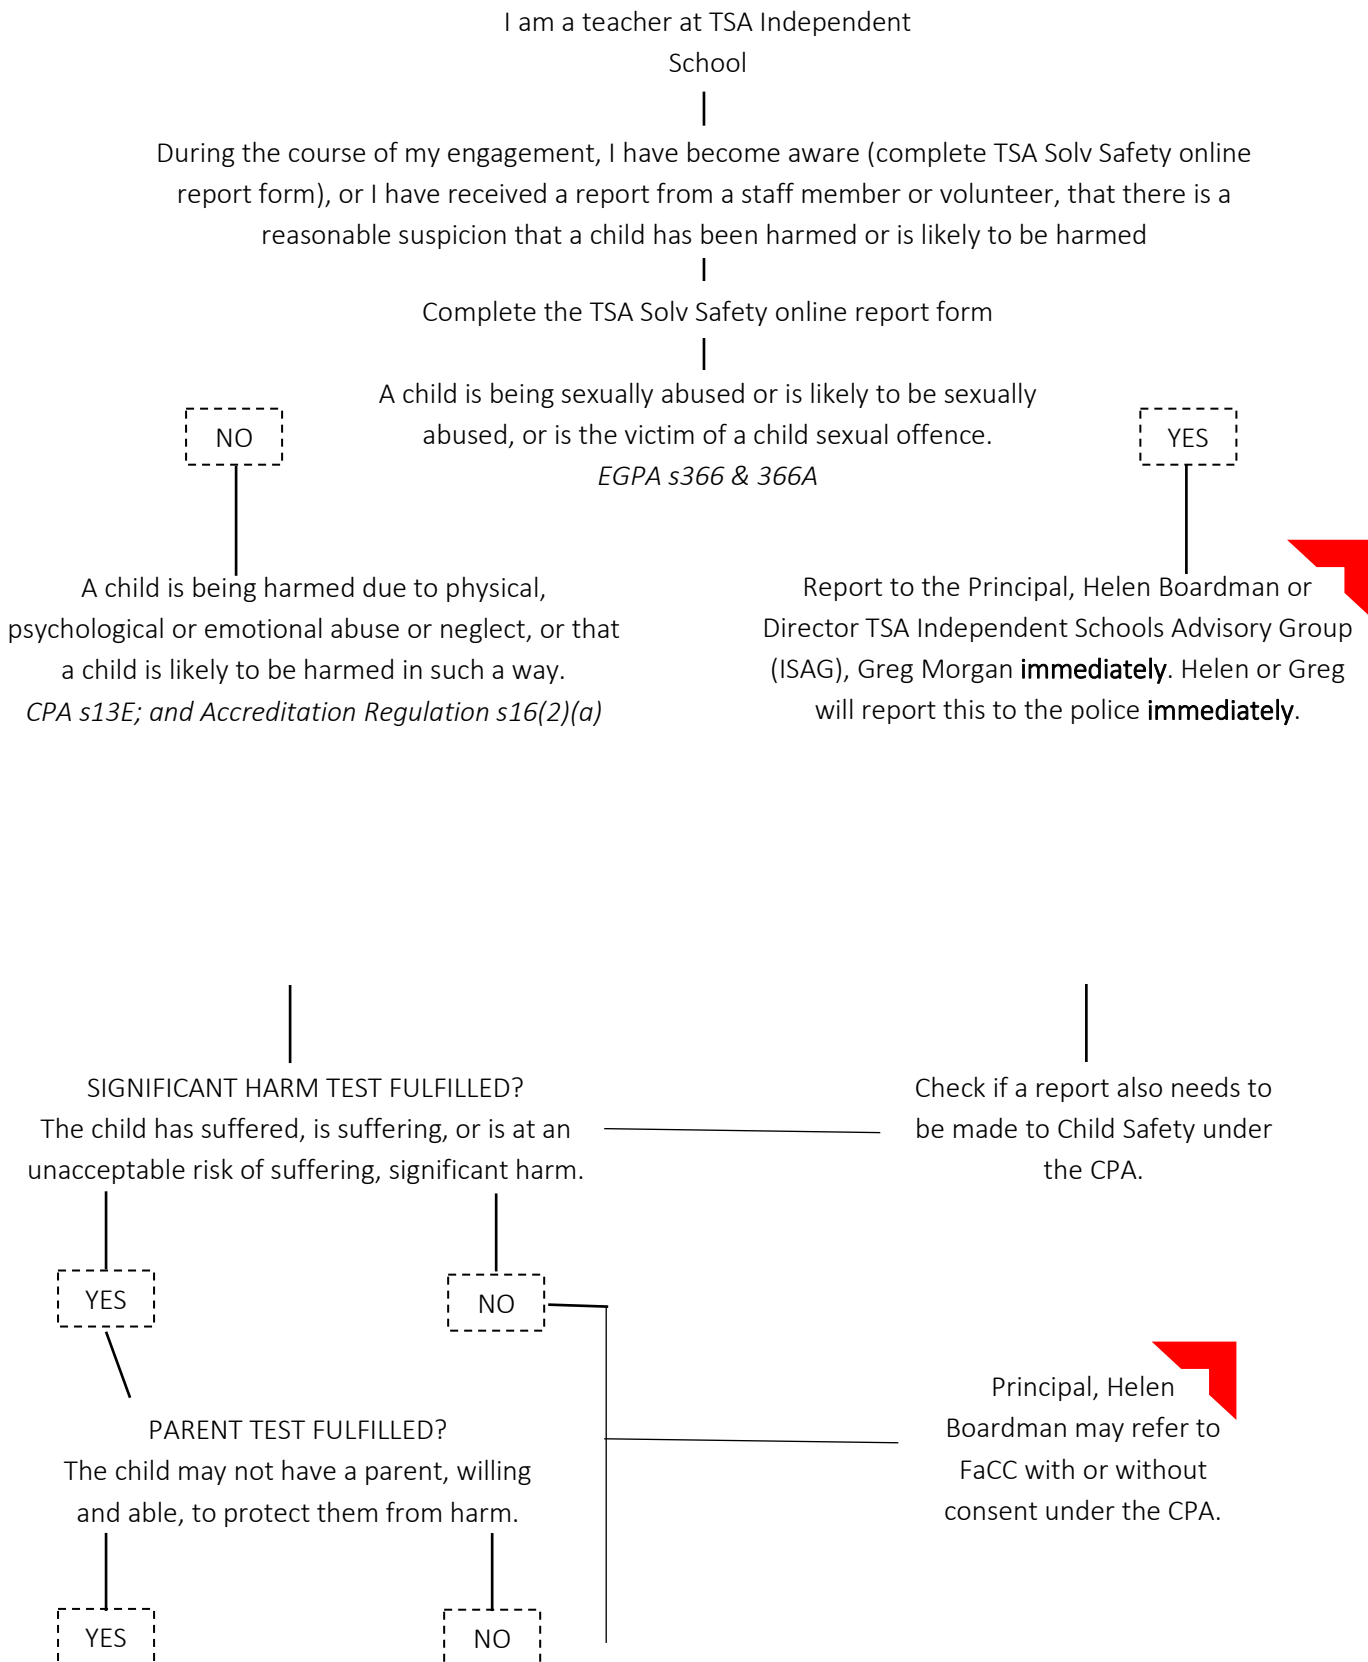 I am a teacher at TSA Independent
School
During the course of my engagement, I have become aware (complete TSA Solv Safety online
report form), or I have received a report from a staff member or volunteer, that there is a
reasonable suspicion that a child has been harmed or is likely to be harmed
Complete the TSA Solv Safety online report form
A child is being sexually abused or is likely to be sexually
abused, or is the victim of a child sexual offence.
EGPA s366 & 366A
NO
YES
A child is being harmed due to physical,
psychological or emotional abuse or neglect, or that
a child is likely to be harmed in such a way.
CPA s13E; and Accreditation Regulation s16(2)(a)
Report to the Principal, Helen Boardman or
Director TSA Independent Schools Advisory Group
(ISAG), Greg Morgan immediately. Helen or Greg
will report this to the police immediately.
SIGNIFICANT HARM TEST FULFILLED?
The child has suffered, is suffering, or is at an
unacceptable risk of suffering, significant harm.
Check if a report also needs to
be made to Child Safety under
the CPA.
YES
NO
PARENT TEST FULFILLED?
The child may not have a parent, willing
and able, to protect them from harm.
Principal, Helen
Boardman may refer to
FaCC with or without
consent under the CPA.
YES
NO